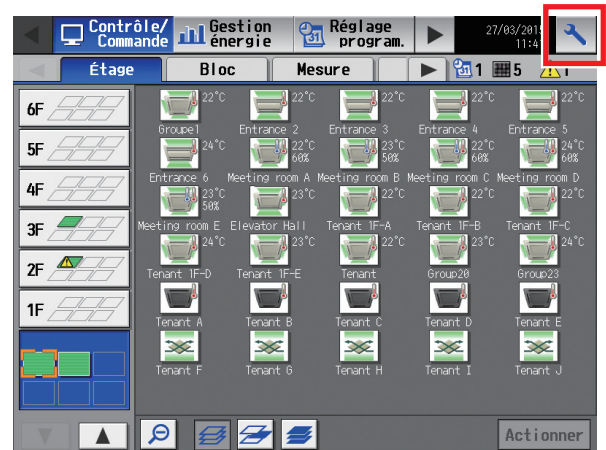 Contrôle/
Commande
Gestion
énergie
Réglage
program.
27/03/201
11:4
Étage
Bloc
Mesure
1
5
1
6F
5F
4F
3F
2F
1F
22°C 22°C 22°C 22°C 22°C
Groupe1 Entrance 2 Entrance 3 Entrance 4 Entrance 5
24°C 22°C 60% 23°C 50% 22°C 60% 24°C 60%
Entrance 6 Meeting room A Meeting room B Meeting room C Meeting room D
23°C 50% 23°C 22°C 22°C 22°C
Meeting room E Elevator Hall Tenant 1F-A Tenant 1F-B Tenant 1F-C
24°C 23°C 22°C 23°C 24°C
Tenant 1F-D Tenant 1F-E Tenant Group20 Group23
Tenant A Tenant B Tenant C Tenant D Tenant E
Tenant F Tenant G Tenant H Tenant I Tenant J
Actionner